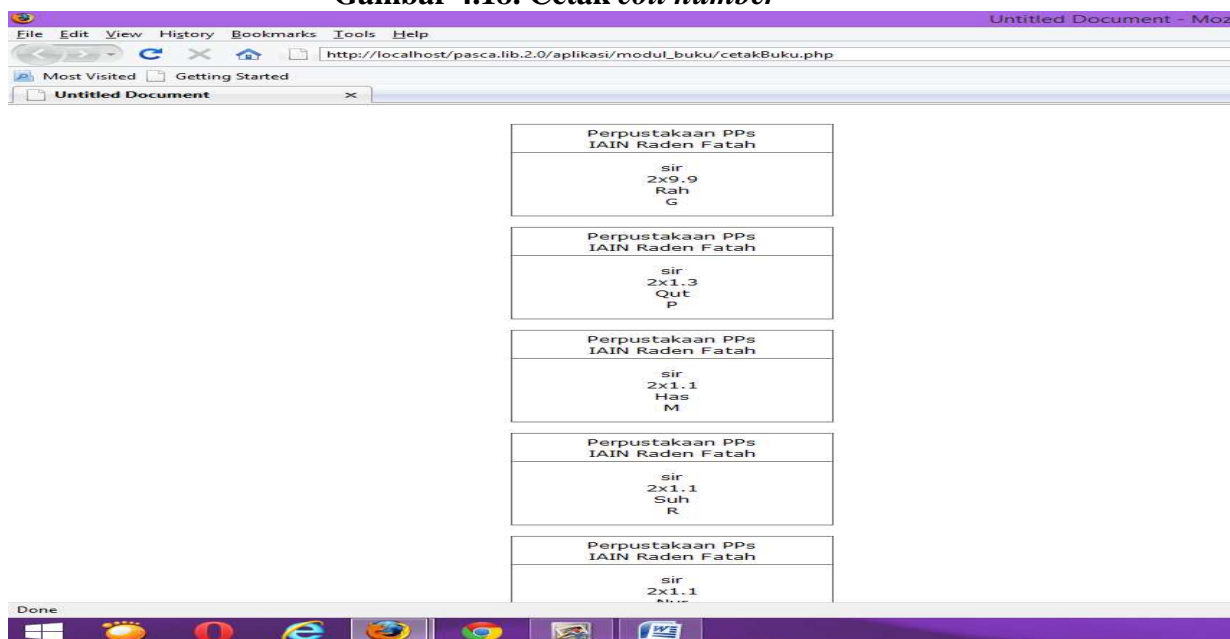 Gambar 4.18. Cetak coll number
Untitled Document - Moz
File Edit View History Bookmarks Tools Help
http://localhost/pasca.lib.2.0/aplikasi/modul_buku/cetakBuku.php
Most Visited Getting Started
Untitled Document
Perpustakaan PPs
IAIN Raden Fatah
sir
2x9.9
Rah
G
Perpustakaan PPs
IAIN Raden Fatah
sir
2x1.3
Qut
P
Perpustakaan PPs
IAIN Raden Fatah
sir
2x1.1
Has
M
Perpustakaan PPs
IAIN Raden Fatah
sir
2x1.1
Suh
R
Perpustakaan PPs
IAIN Raden Fatah
sir
2x1.1
Done